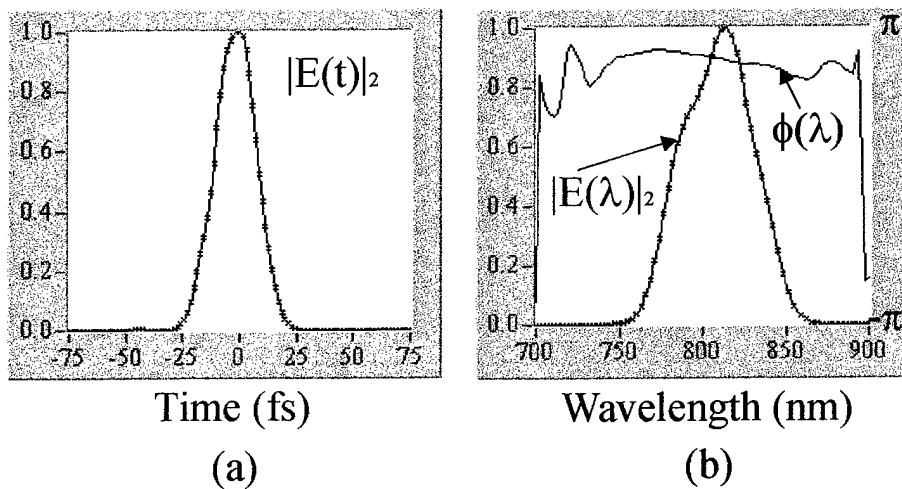 1.0
0.8
0.6
0.4
0.2
0.0
|E(t)|2
-75 -50 -25 0 25 50 75
Time (fs)
(a)
1.0
0.8
0.6
0.4
0.2
0.0
π
ϕ(λ)
|E(λ)|2
-π
700 750 800 850 900
Wavelength (nm)
(b)